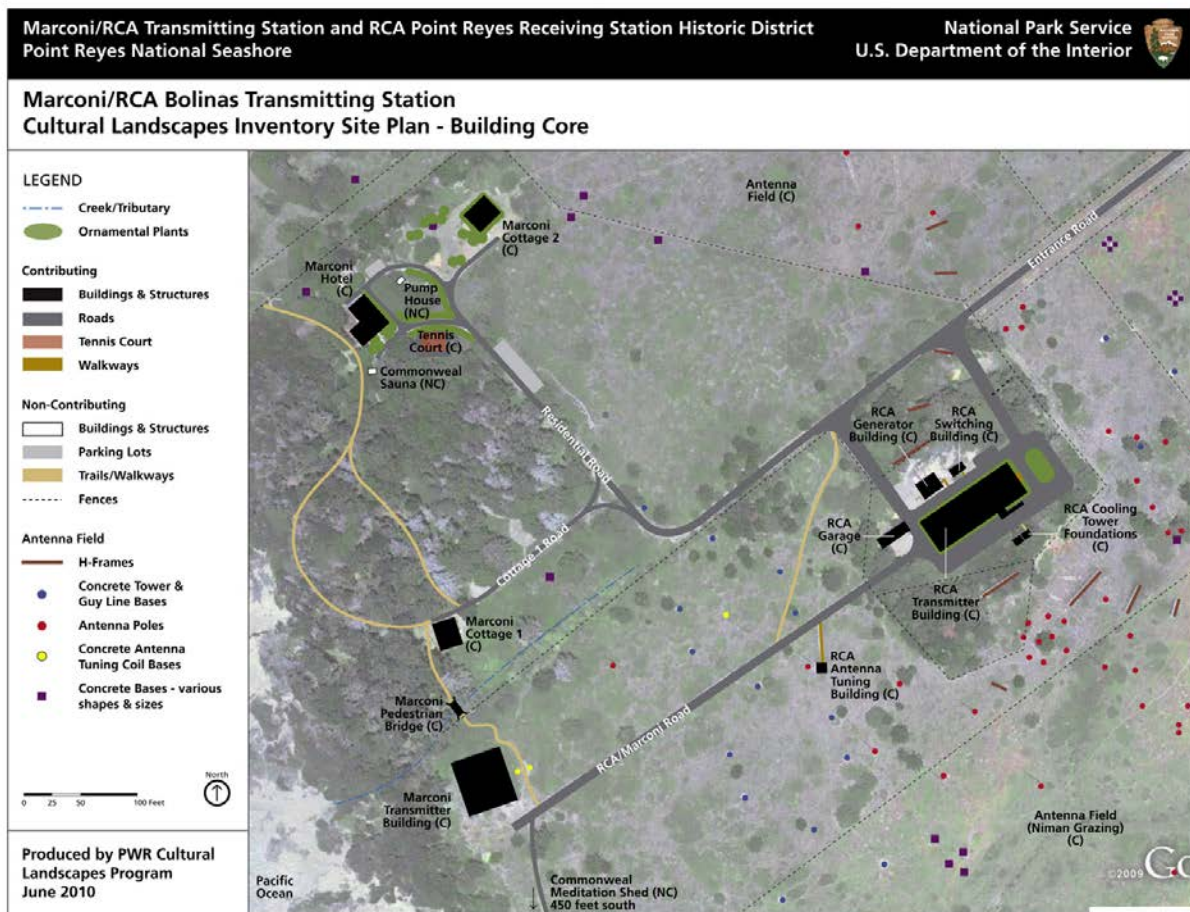 Marconi/RCA Transmitting Station and RCA Point Reyes Receiving Station Historic District
Point Reyes National Seashore
National Park Service
U.S. Department of the Interior
Marconi/RCA Bolinas Transmitting Station
Cultural Landscapes Inventory Site Plan - Building Core
LEGEND
Creek/Tributary
Ornamental Plants
Contributing
Buildings & Structures
Roads
Tennis Court
Walkways
Non-Contributing
Buildings & Structures
Parking Lots
Trails/Walkways
Fences
Antenna Field
H-Frames
Concrete Tower &
Guy Line Bases
Antenna Poles
Concrete Antenna
Tuning Coil Bases
Concrete Bases - various
shapes & sizes
North
0 25 50 100 Feet
Produced by PWR Cultural
Landscapes Program
June 2010
Antenna
Field (C)
Entrance Road
Marconi
Cottage 2
(C)
Marconi
Hotel
(C)
Pump
House
(NC)
Tennis
Court (C)
Commonweal
Sauna (NC)
Residential Road
Cottage 1 Road
RCA
Generator
Building (C)
RCA
Switching
Building (C)
RCA
Garage
(C)
RCA Cooling
Tower
Foundations
(C)
RCA
Transmitter
Building (C)
Marconi
Cottage 1
(C)
RCA
Antenna
Tuning
Building (C)
Marconi
Pedestrian
Bridge (C)
RCA/Marconi Road
Marconi
Transmitter
Building (C)
Antenna Field
(Niman Grazing)
(C)
Pacific
Ocean
Commonweal
Meditation Shed (NC)
450 feet south
©2009 Go